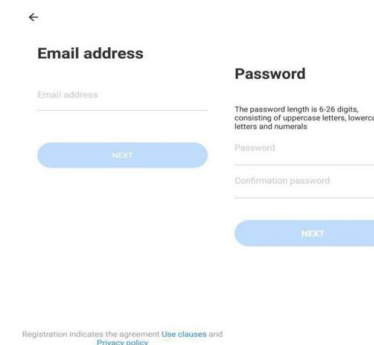 Email address
Email address
NEXT
Registration indicates the agreement Use clauses and
Privacy policy
Password
The password length is 6-26 digits,
consisting of uppercase letters, lowerca
letters and numerals
Password
Confirmation password
NEXT